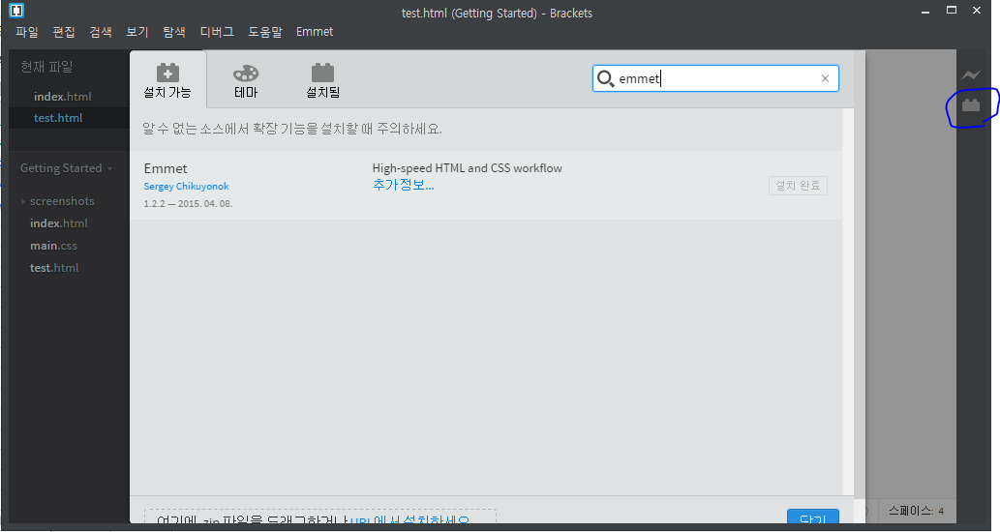 test.html (Getting Started) - Brackets
파일 편집 검색 보기 탐색 디버그 도움말 Emmet
현재 파일
index.html
test.html
Getting Started
screenshots
index.html
main.css
test.html
설치 가능 테마 설치됨
emmet
알 수 없는 소스에서 확장 기능을 설치할 때 주의하세요.
Emmet
Sergey Chikuyonok
1.2.2 — 2015. 04. 08.
High-speed HTML and CSS workflow
추가정보...
설치 완료
여기에 .zip 파일을 드래그하거나 URL에서 설치하세요
닫기
스페이스: 4